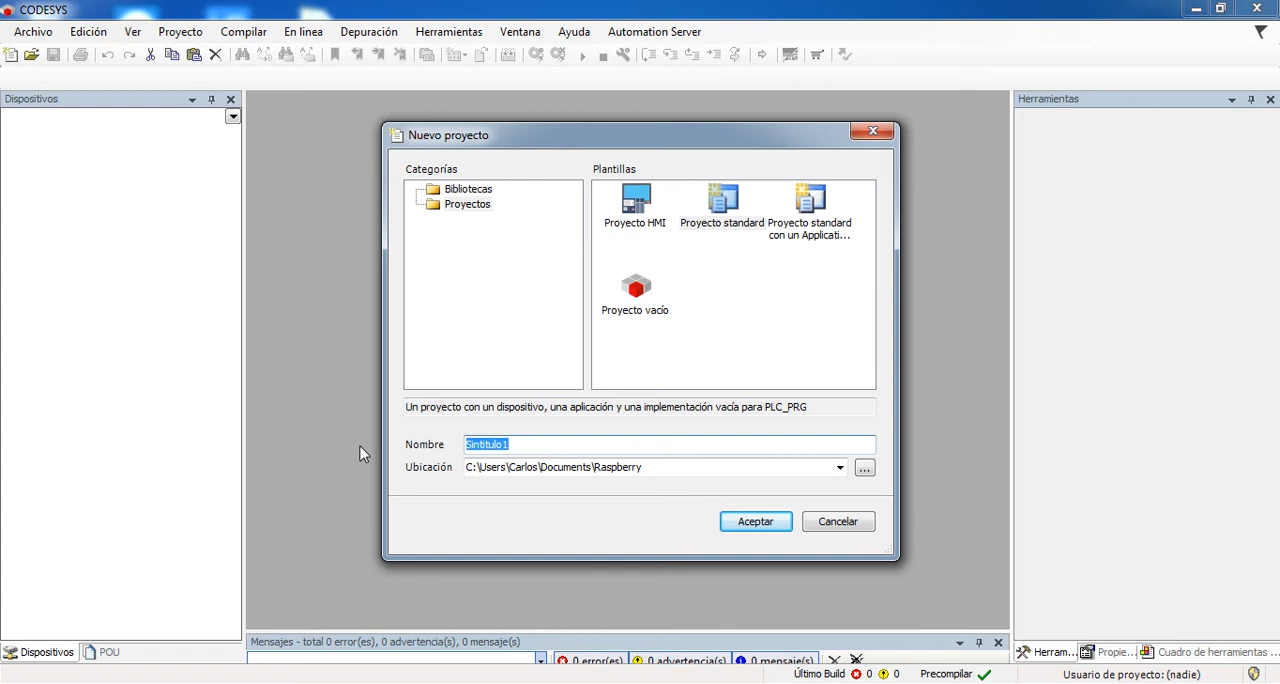 CODESYS
Archivo Edición Ver Proyecto Compilar En linea Depuración Herramientas Ventana Ayuda Automation Server
Dispositivos
Herramientas
Nuevo proyecto
Categorías
Plantillas
Bibliotecas
Proyectos
Proyecto HMI
Proyecto standard
Proyecto standard
con un Applicati...
Proyecto vacío
Un proyecto con un dispositivo, una aplicación y una implementación vacía para PLC_PRG
Nombre Sintitulo1
Ubicación C:\Users\Carlos\Documents\Raspberry ...
Aceptar Cancelar
Mensajes - total 0 error(es), 0 advertencia(s), 0 mensaje(s)
Dispositivos POU
0 error(es) 0 advertencia(s) 0 mensaje(s)
Herram... Propie... Cuadro de herramientas ...
Último Build 0 0 Precompilar Usuario de proyecto: (nadie)